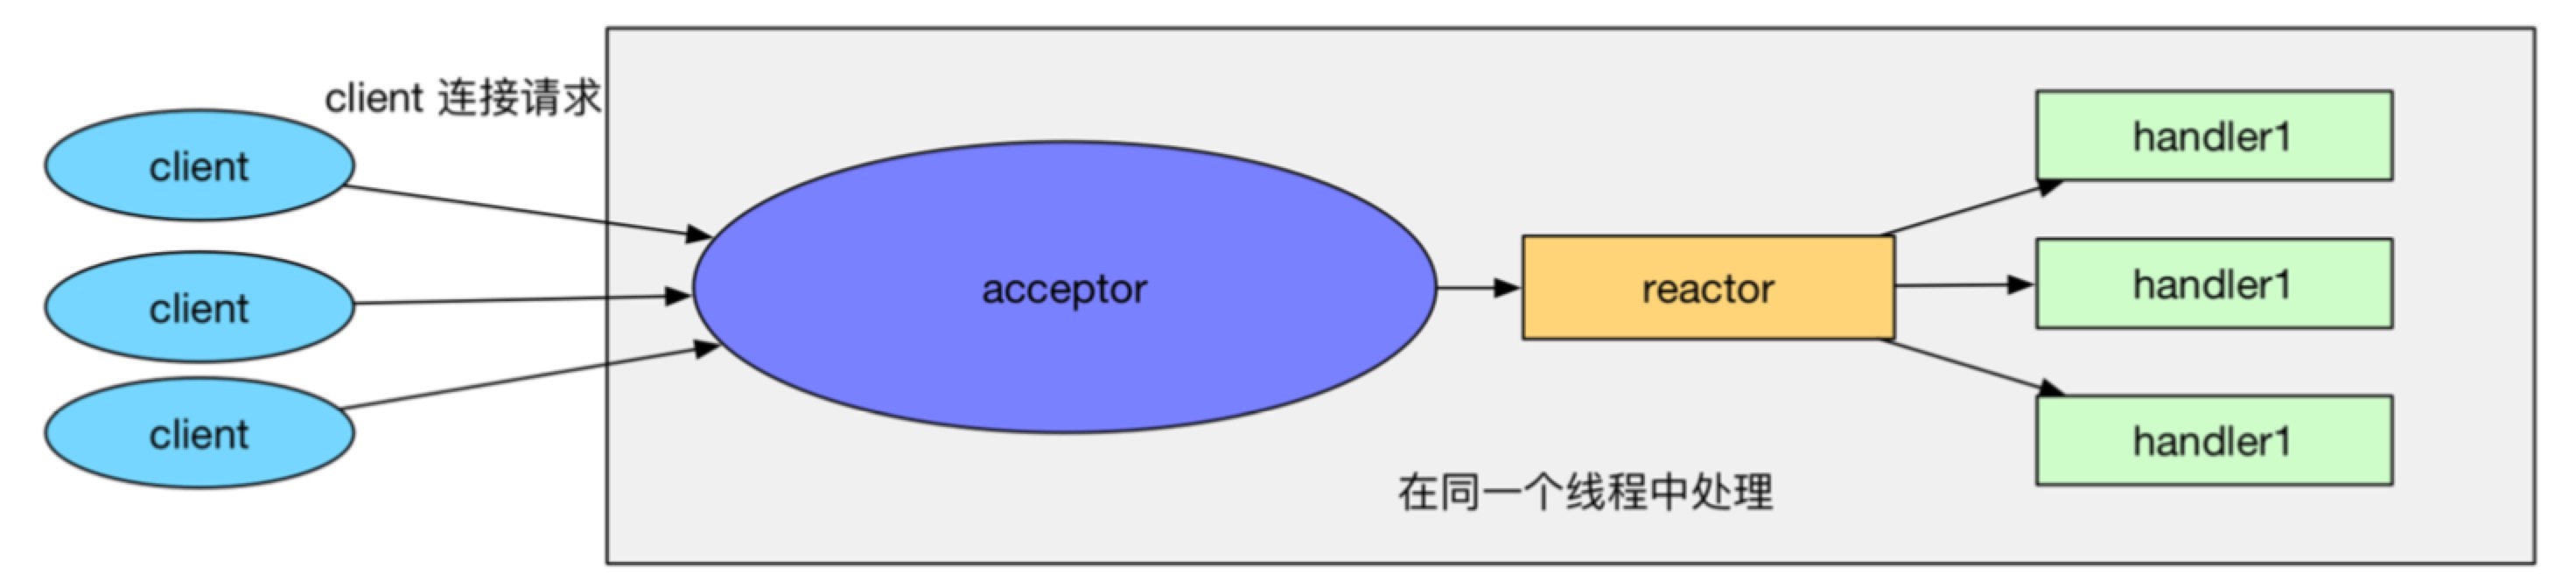 client 连接请求
client
client
client
acceptor
reactor
handler1
handler1
handler1
在同一个线程中处理